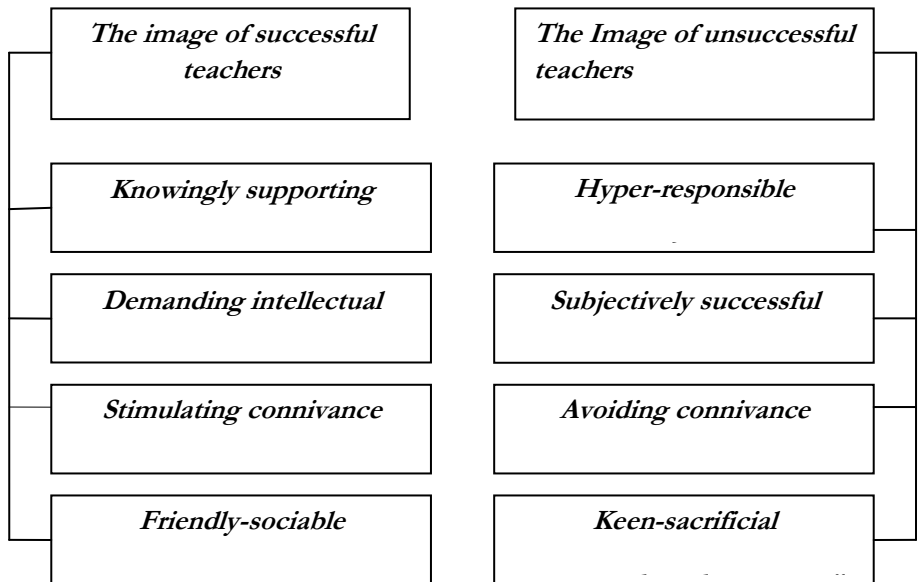 The image of successful
teachers
The Image of unsuccessful
teachers
Knowingly supporting
Hyper-responsible
Demanding intellectual
Subjectively successful
Stimulating connivance
Avoiding connivance
Friendly-sociable
Keen-sacrificial